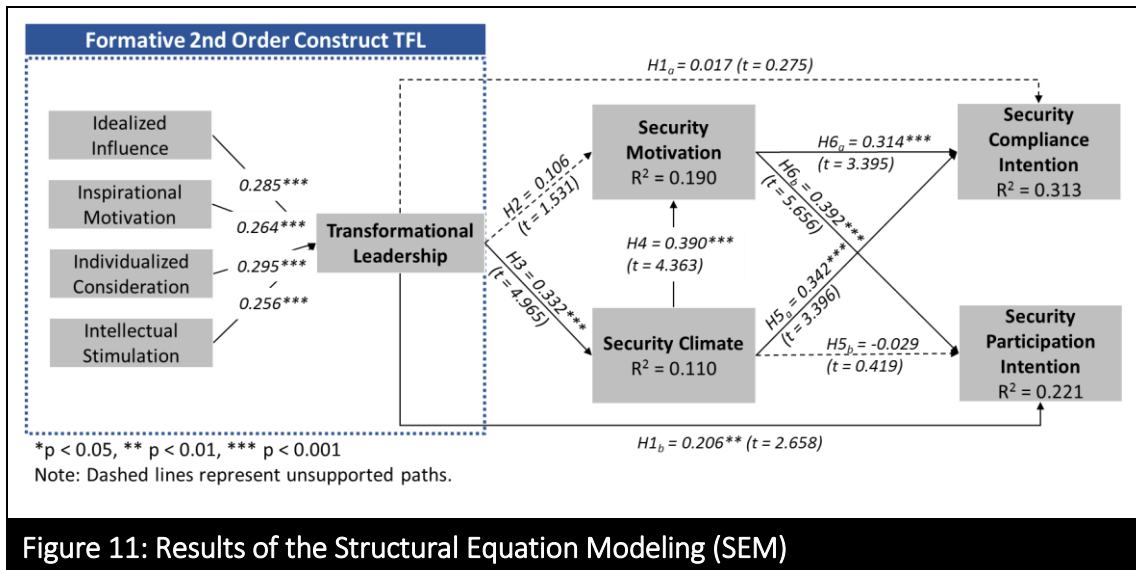 Formative 2nd Order Construct TFL
Idealized
Influence
Inspirational
Motivation
Individualized
Consideration
Intellectual
Stimulation
0.285***
0.264***
0.295***
0.256***
Transformational
Leadership
H1a = 0.017 (t = 0.275)
H2 = 0.106
(t = 1.531)
H3 = 0.332***
(t = 4.965)
Security
Motivation
R² = 0.190
H4 = 0.390***
(t = 4.363)
Security Climate
R² = 0.110
H6a = 0.314***
(t = 3.395)
H6b = 0.392***
(t = 5.656)
H5a = 0.342***
(t = 3.396)
H5b = -0.029
(t = 0.419)
Security
Compliance
Intention
R² = 0.313
Security
Participation
Intention
R² = 0.221
H1b = 0.206** (t = 2.658)
*p < 0.05, ** p < 0.01, *** p < 0.001
Note: Dashed lines represent unsupported paths.
Figure 11: Results of the Structural Equation Modeling (SEM)